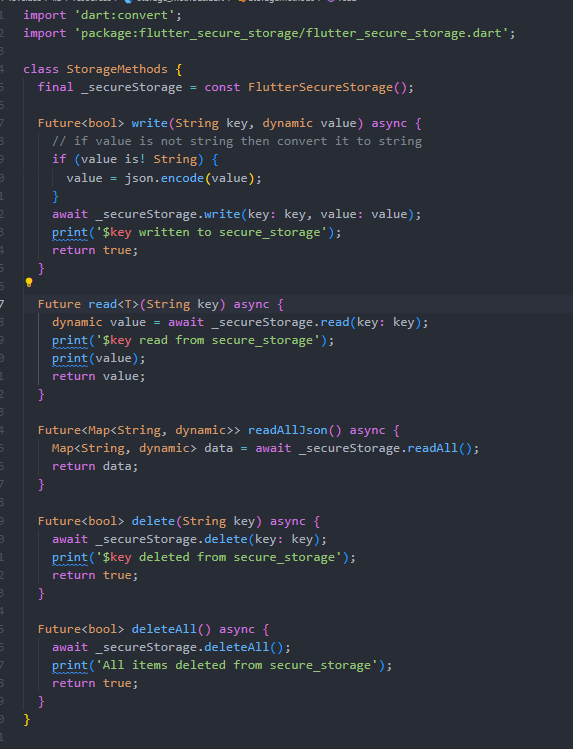 import 'dart:convert';
import 'package:flutter_secure_storage/flutter_secure_storage.dart';

class StorageMethods {
  final _secureStorage = const FlutterSecureStorage();

  Future<bool> write(String key, dynamic value) async {
    // if value is not string then convert it to string
    if (value is! String) {
      value = json.encode(value);
    }
    await _secureStorage.write(key: key, value: value);
    print('$key written to secure_storage');
    return true;
  }

  Future read<T>(String key) async {
    dynamic value = await _secureStorage.read(key: key);
    print('$key read from secure_storage');
    print(value);
    return value;
  }

  Future<Map<String, dynamic>> readAllJson() async {
    Map<String, dynamic> data = await _secureStorage.readAll();
    return data;
  }

  Future<bool> delete(String key) async {
    await _secureStorage.delete(key: key);
    print('$key deleted from secure_storage');
    return true;
  }

  Future<bool> deleteAll() async {
    await _secureStorage.deleteAll();
    print('All items deleted from secure_storage');
    return true;
  }
}